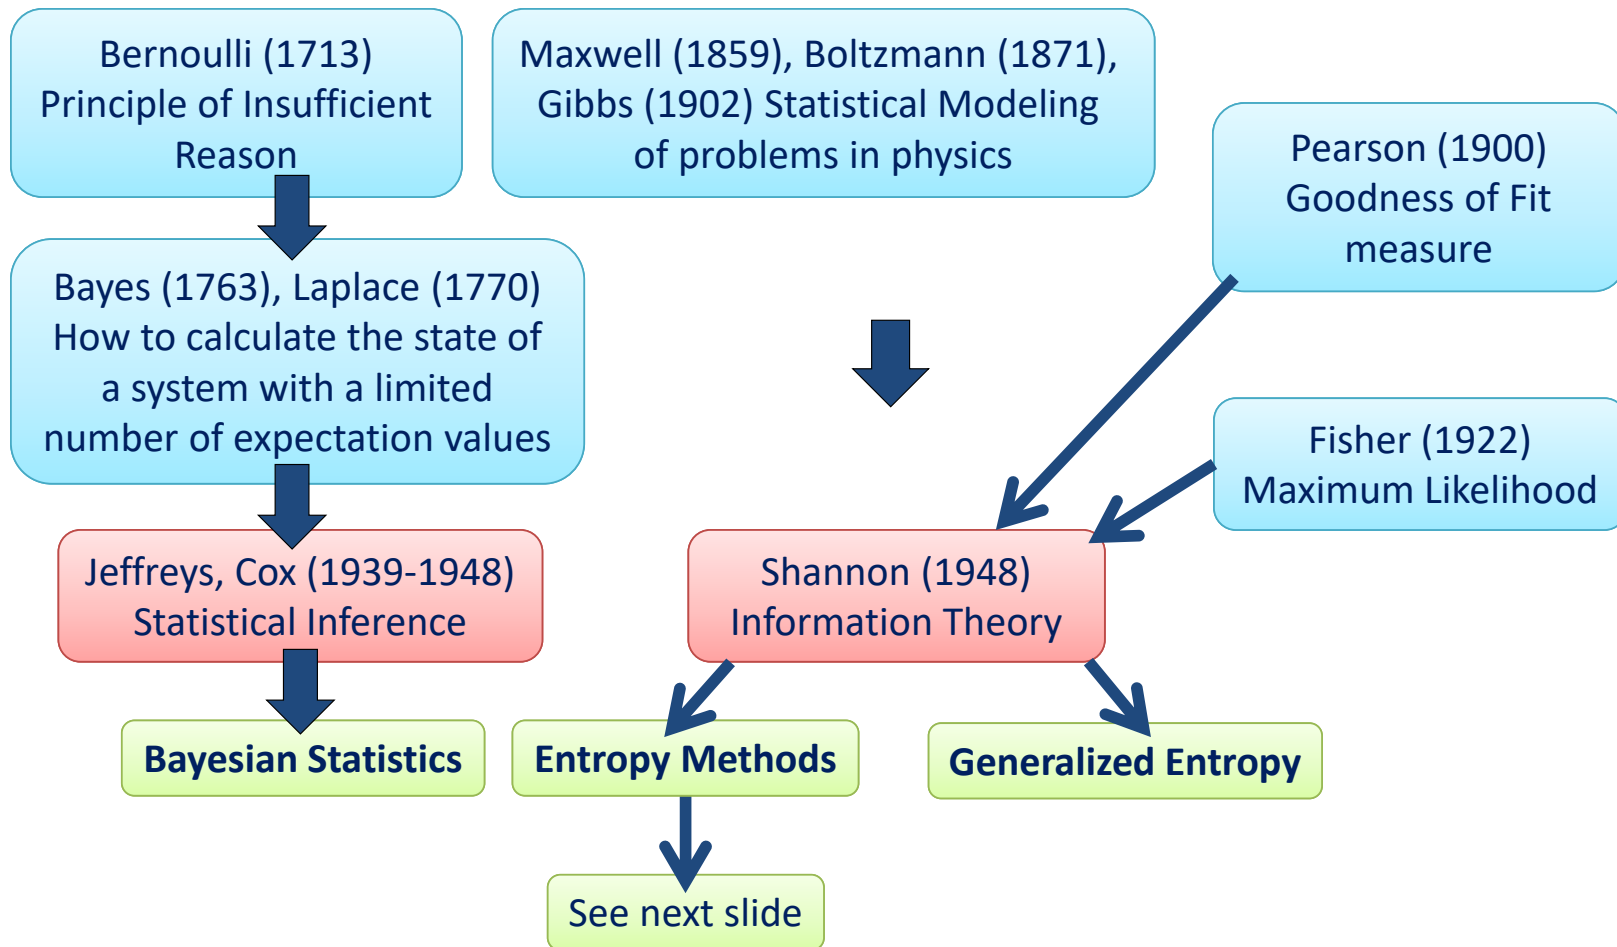 Bernoulli (1713)
Principle of Insufficient
Reason
Maxwell (1859), Boltzmann (1871),
Gibbs (1902) Statistical Modeling
of problems in physics
Pearson (1900)
Goodness of Fit
measure
Bayes (1763), Laplace (1770)
How to calculate the state of
a system with a limited
number of expectation values
Fisher (1922)
Maximum Likelihood
Jeffreys, Cox (1939-1948)
Statistical Inference
Shannon (1948)
Information Theory
Bayesian Statistics
Entropy Methods
Generalized Entropy
See next slide